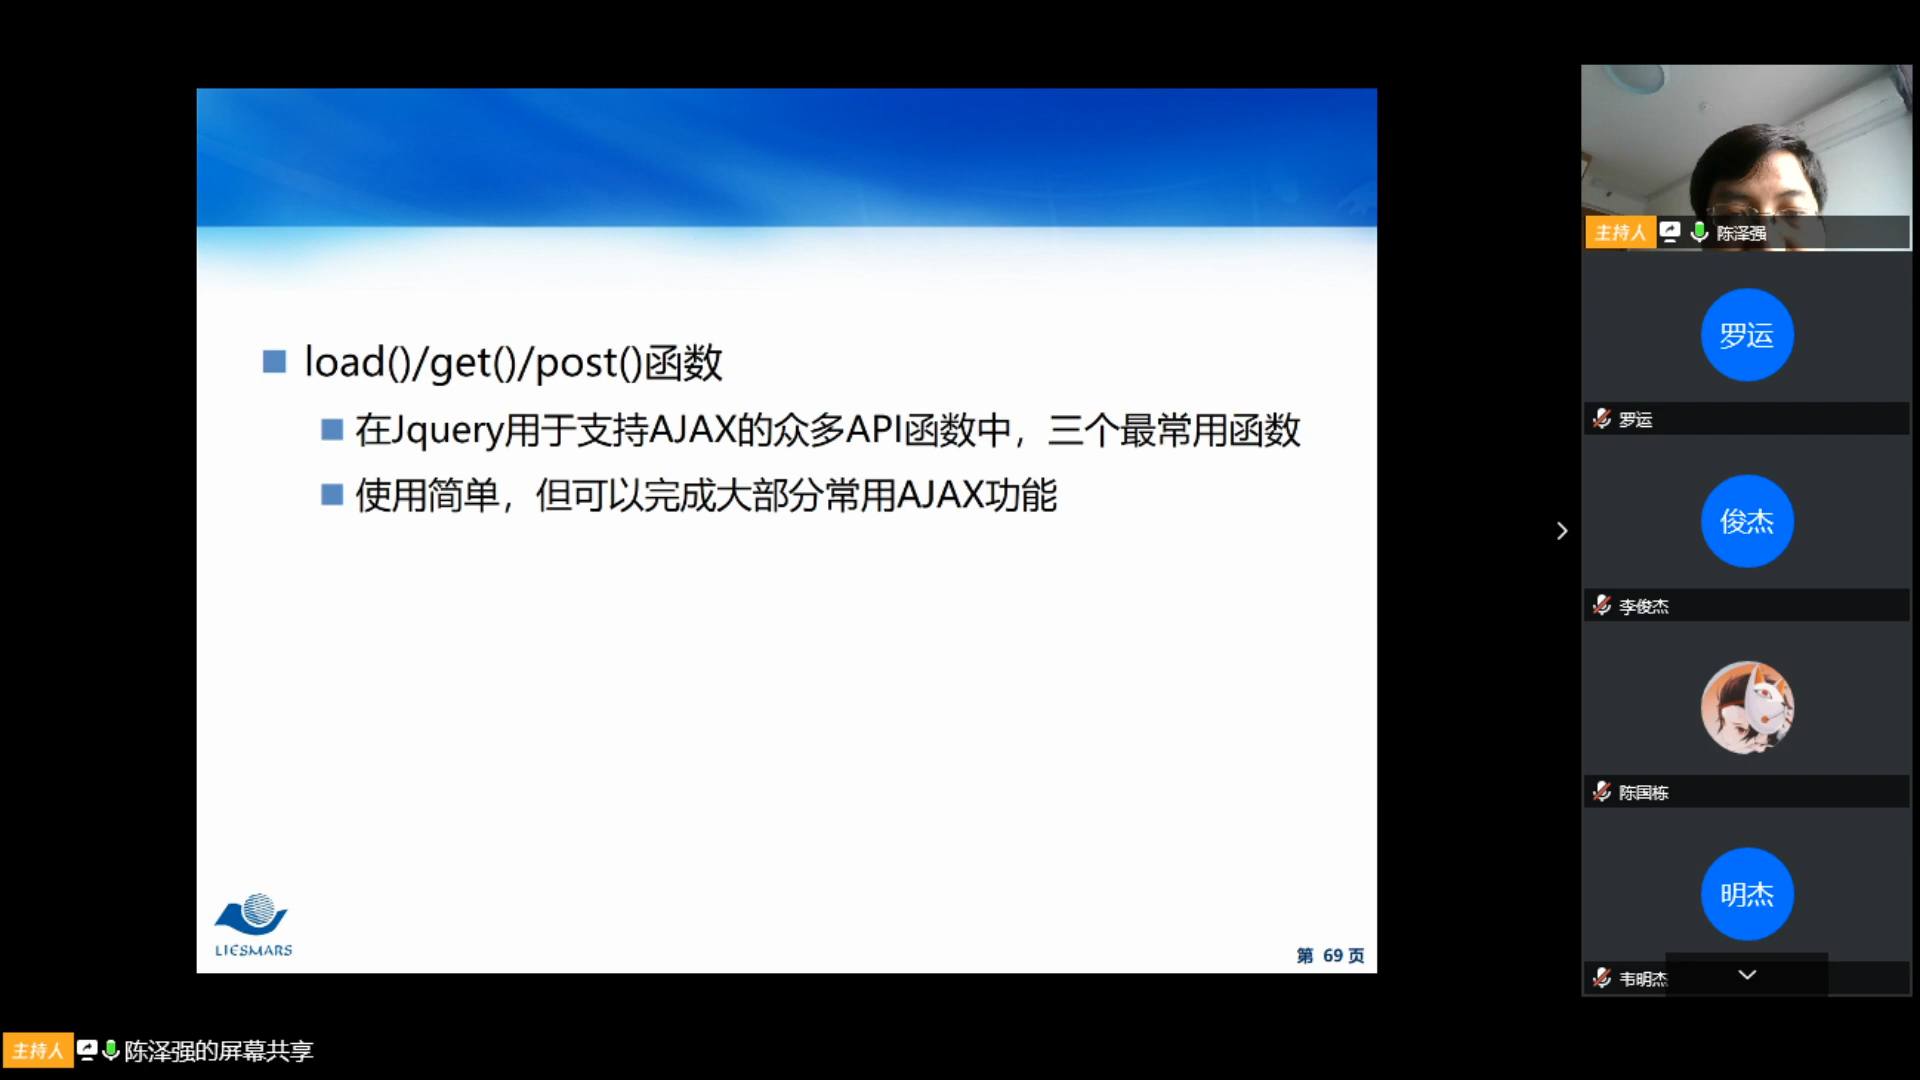 load()/get()/post()函数
在Jquery用于支持AJAX的众多API函数中，三个最常用函数
使用简单，但可以完成大部分常用AJAX功能
LIESMARS
第 69 页
主持人 陈泽强
罗运
罗运
俊杰
李俊杰
陈国栋
明杰
韦明杰
主持人 陈泽强的屏幕共享